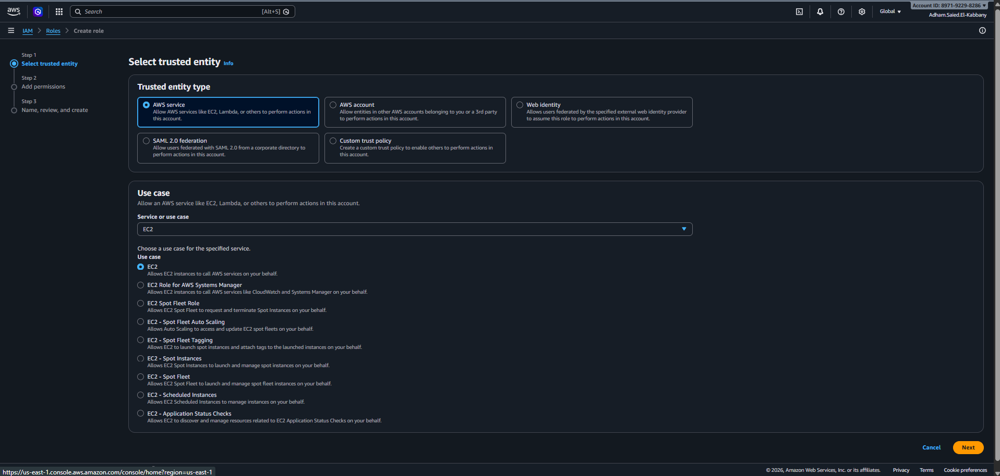 aws
Search
[Alt+S]
Global
Account ID: 8971-9229-8286
Adham.Saied.El-Kabbany
IAM
Roles
Create role
Step 1
Select trusted entity
Step 2
Add permissions
Step 3
Name, review, and create
Select trusted entity Info
Trusted entity type
AWS service
Allow AWS services like EC2, Lambda, or others to perform actions in
this account.
AWS account
Allow entities in other AWS accounts belonging to you or a 3rd party
to perform actions in this account.
Web identity
Allows users federated by the specified external web identity provider
to assume this role to perform actions in this account.
SAML 2.0 federation
Allow users federated with SAML 2.0 from a corporate directory to
perform actions in this account.
Custom trust policy
Create a custom trust policy to enable others to perform actions in
this account.
Use case
Allow an AWS service like EC2, Lambda, or others to perform actions in this account.
Service or use case
EC2
Choose a use case for the specified service.
Use case
EC2
Allows EC2 instances to call AWS services on your behalf.
EC2 Role for AWS Systems Manager
Allows EC2 instances to call AWS services like CloudWatch and Systems Manager on your behalf.
EC2 Spot Fleet Role
Allows EC2 Spot Fleet to request and terminate Spot Instances on your behalf.
EC2 - Spot Fleet Auto Scaling
Allows Auto Scaling to access and update EC2 spot fleets on your behalf.
EC2 - Spot Fleet Tagging
Allows EC2 to launch spot instances and attach tags to the launched instances on your behalf.
EC2 - Spot Instances
Allows EC2 Spot Instances to launch and manage spot instances on your behalf.
EC2 - Spot Fleet
Allows EC2 Spot Fleet to launch and manage spot fleet instances on your behalf.
EC2 - Scheduled Instances
Allows EC2 Scheduled Instances to manage instances on your behalf.
EC2 - Application Status Checks
Allows EC2 to discover and manage resources related to EC2 Application Status Checks on your behalf.
Cancel
Next
https://us-east-1.console.aws.amazon.com/console/home?region=us-east-1
© 2026, Amazon Web Services, Inc. or its affiliates.
Privacy
Terms
Cookie preferences